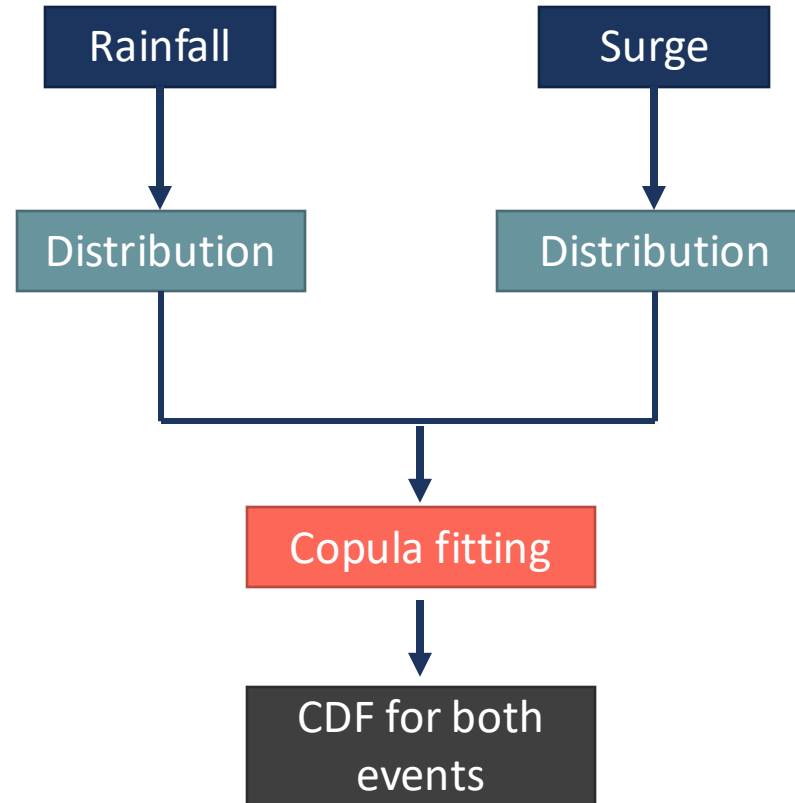 Rainfall
Surge
Distribution
Distribution
Copula fitting
CDF for both
events